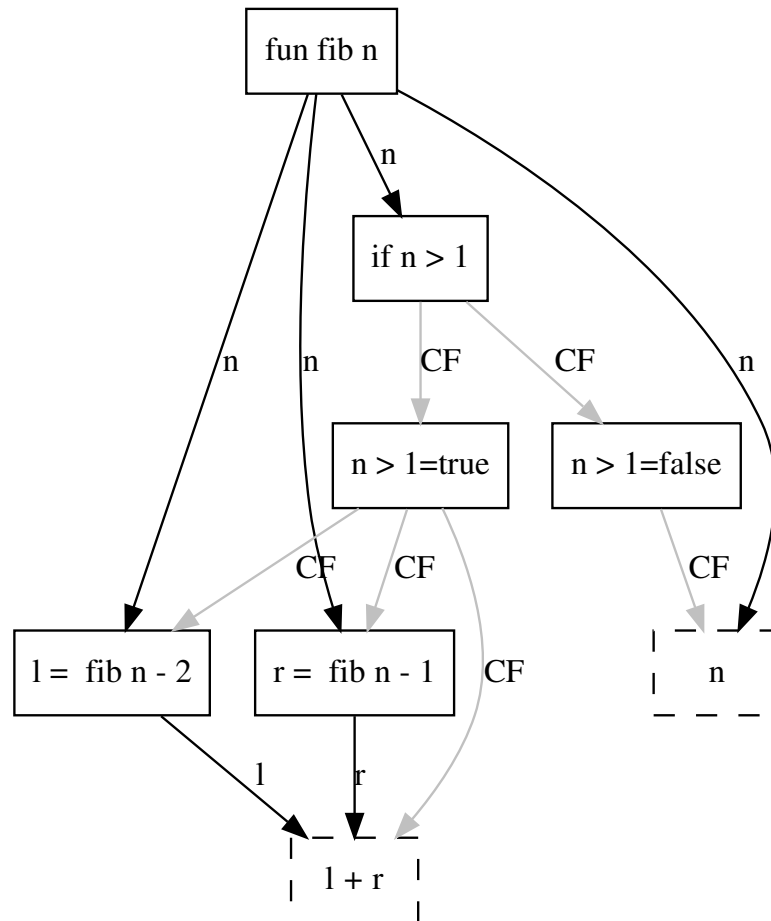 fun fib n
n
if n > 1
n
n
CF
CF
n
n > 1=true
n > 1=false
CF
CF
CF
l =  fib n - 2
r =  fib n - 1
CF
n
l
r
l + r